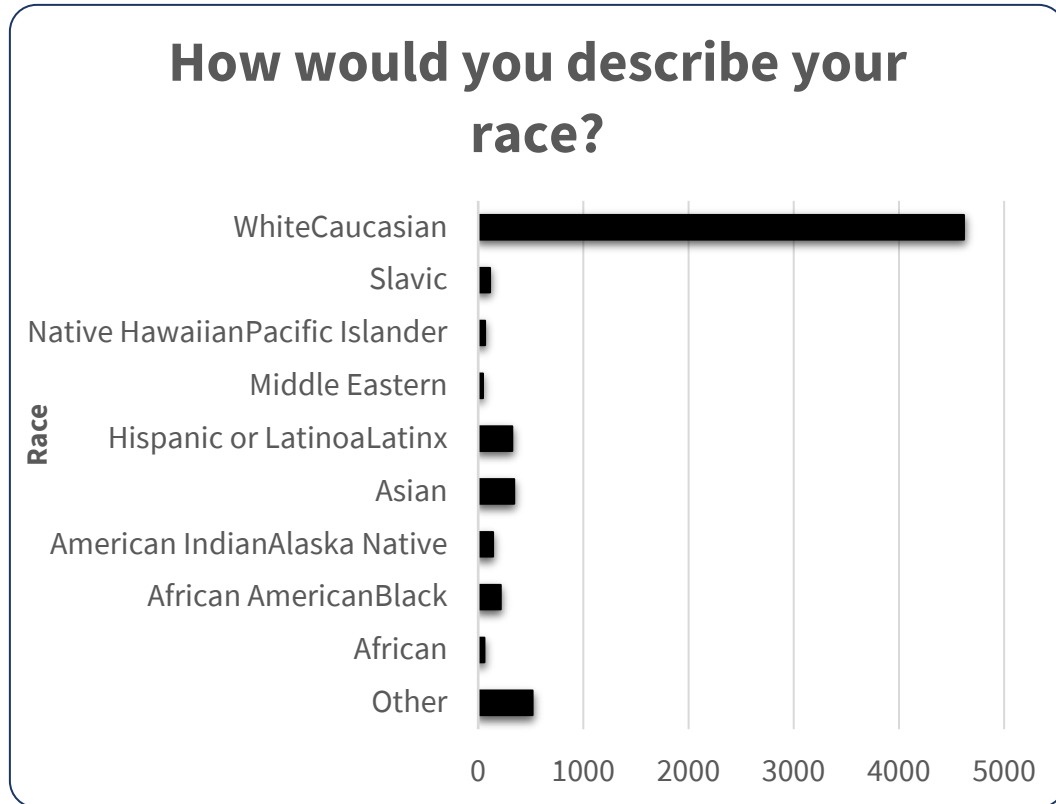 How would you describe your
race?
WhiteCaucasian
Slavic
Native HawaiianPacific Islander
Middle Eastern
Hispanic or LatinoaLatinx
Asian
American IndianAlaska Native
African AmericanBlack
African
Other
Race
0 1000 2000 3000 4000 5000